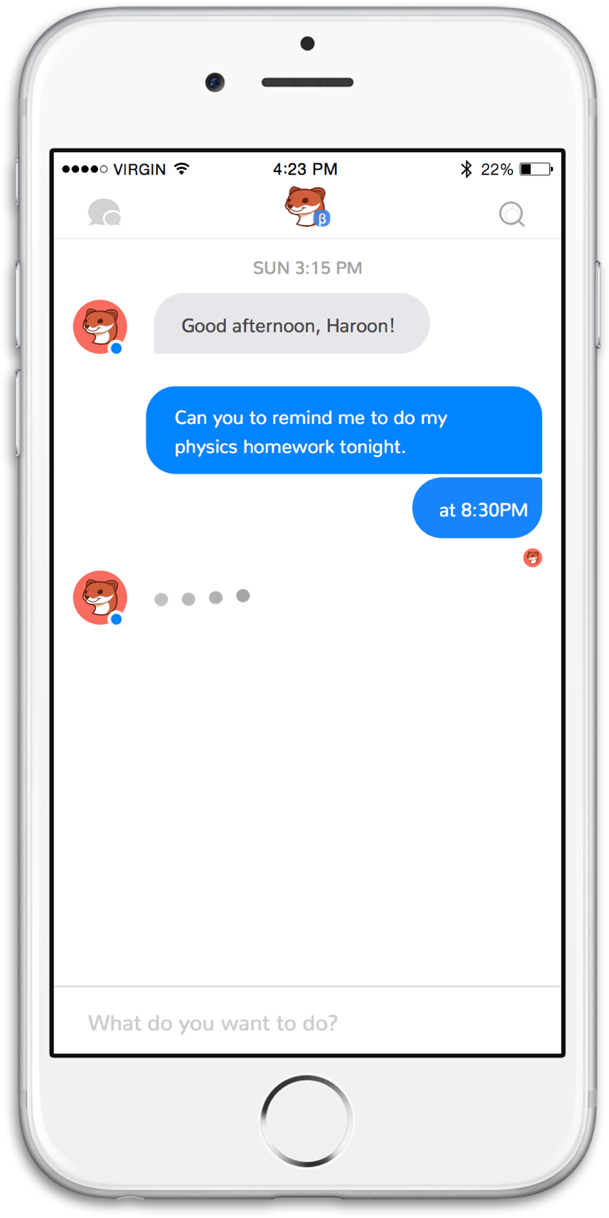 VIRGIN 4:23 PM 22%
β
SUN 3:15 PM
Good afternoon, Haroon!
Can you to remind me to do my
physics homework tonight.
at 8:30PM
What do you want to do?